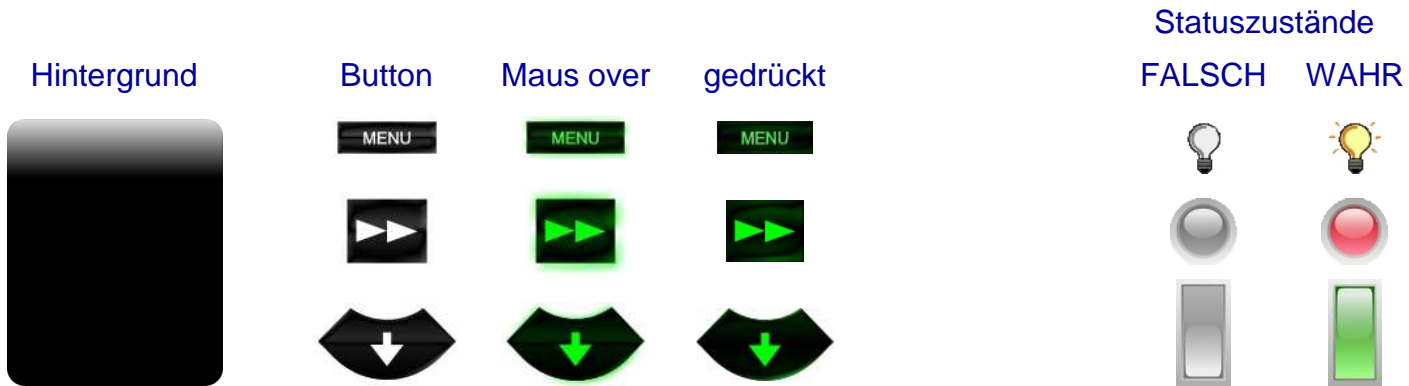 Statuszustände
Hintergrund Button Maus over gedrückt FALSCH WAHR
MENU MENU MENU